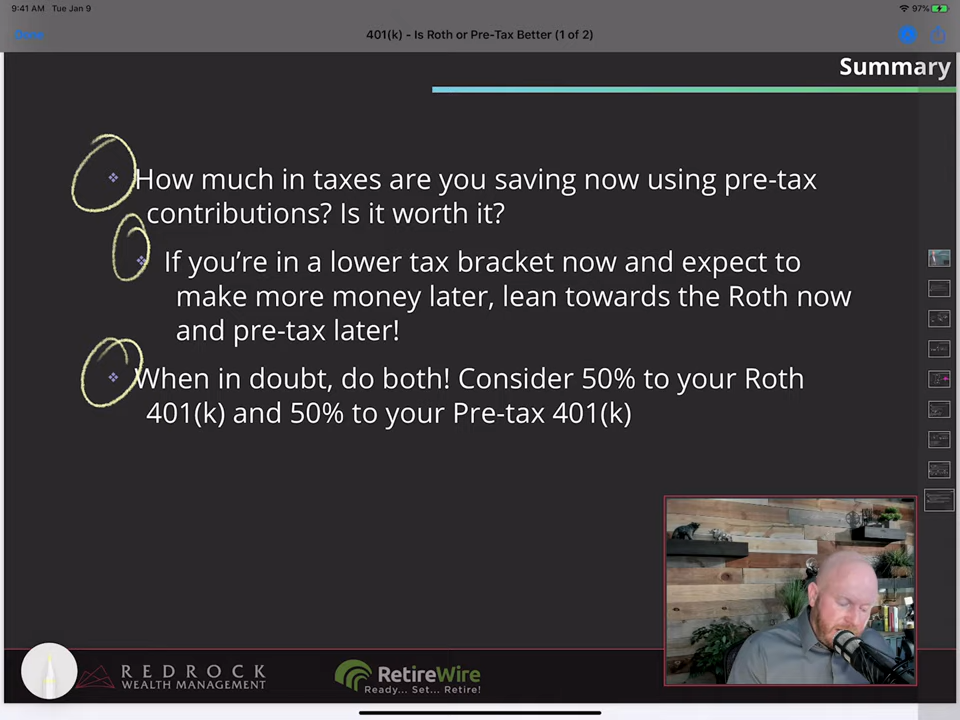 9:41 AM Tue Jan 9
97%
Done
401(k) - Is Roth or Pre-Tax Better (1 of 2)
Summary
How much in taxes are you saving now using pre-tax
contributions? Is it worth it?
If you’re in a lower tax bracket now and expect to
make more money later, lean towards the Roth now
and pre-tax later!
When in doubt, do both! Consider 50% to your Roth
401(k) and 50% to your Pre-tax 401(k)
REDROCK
WEALTH MANAGEMENT
RetireWire
Ready... Set... Retire!